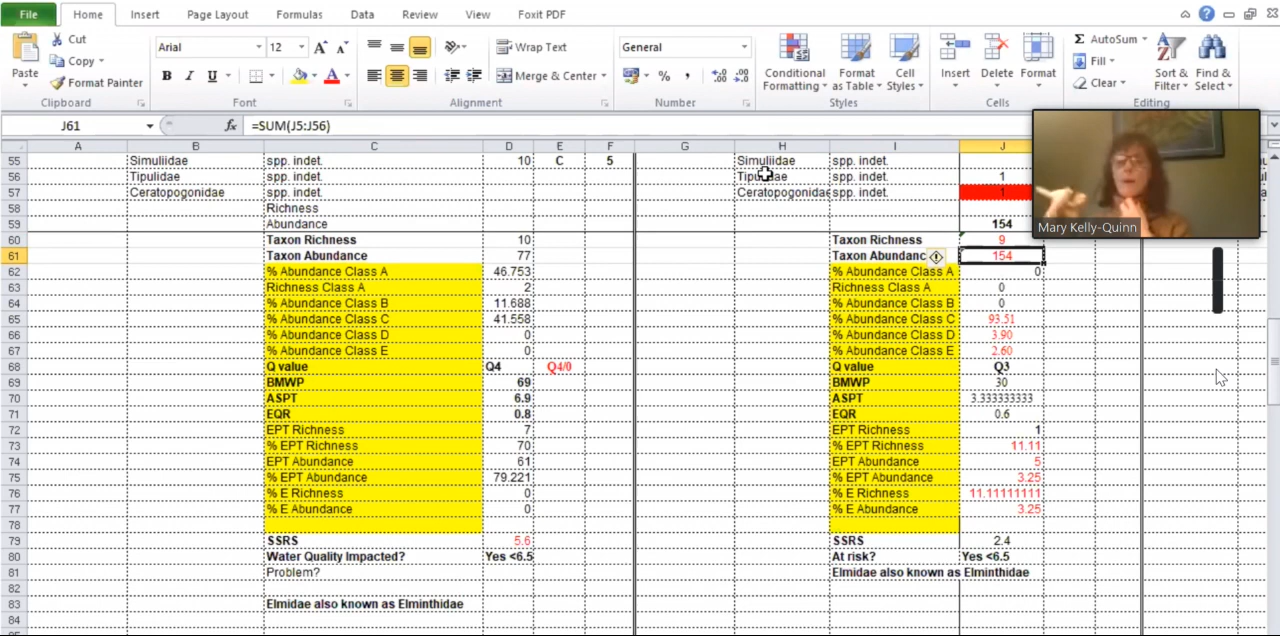 File Home Insert Page Layout Formulas Data Review View Foxit PDF
Cut
Copy
Format Painter
Paste
Arial 12
B I U
Wrap Text
Merge & Center
General
%
Conditional Formatting
Format as Table
Cell Styles
Insert Delete Format
Σ AutoSum
Fill
Clear
Sort & Filter
Find & Select
Clipboard Font Alignment Number Styles Cells Editing
J61 fx =SUM(J5:J56)
A B C D E F G H I J
55 Simuliidae spp. indet. 10 C 5 Simuliidae spp. indet.
56 Tipulidae spp. indet. spp. indet. 1
57 Ceratopogonidae spp. indet. Ceratopogonidae spp. indet. 1
58 Richness
59 Abundance 154
60 Taxon Richness 10 Taxon Richness 9
61 Taxon Abundance 77 Taxon Abundanc 154
62 % Abundance Class A 46.753 % Abundance Class A 0
63 Richness Class A 2 Richness Class A 0
64 % Abundance Class B 11.688 % Abundance Class B 0
65 % Abundance Class C 41.558 % Abundance Class C 93.51
66 % Abundance Class D 0 % Abundance Class D 3.90
67 % Abundance Class E 0 % Abundance Class E 2.60
68 Q value Q4 Q4/0 Q value Q3
69 BMWP 69 BMWP 30
70 ASPT 6.9 ASPT 3.333333333
71 EQR 0.8 EQR 0.6
72 EPT Richness 7 EPT Richness 1
73 % EPT Richness 70 % EPT Richness 11.11
74 EPT Abundance 61 EPT Abundance 5
75 % EPT Abundance 79.221 % EPT Abundance 3.25
76 % E Richness 0 % E Richness 11.11111111
77 % E Abundance 0 % E Abundance 3.25
78
79 SSRS 5.6 SSRS 2.4
80 Water Quality Impacted? Yes <6.5 At risk? Yes <6.5
81 Problem? Elmidae also known as Elminthidae
82
83 Elmidae also known as Elminthidae
84
Mary Kelly-Quinn